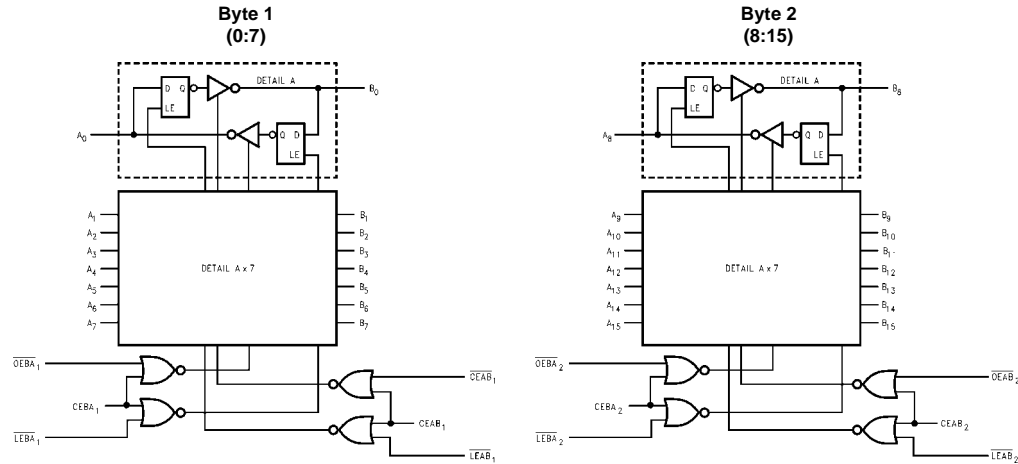 Byte 1
(0:7)
D Q
LE
DETAIL A
B0
A0
Q D
LE
A1
A2
A3
A4
A5
A6
A7
DETAIL A x 7
B1
B2
B3
B4
B5
B6
B7
OEBA1
CEBA1
LEBA1
OEAB1
CEAB1
LEAB1
Byte 2
(8:15)
D Q
LE
DETAIL A
B8
A8
Q D
LE
A9
A10
A11
A12
A13
A14
A15
DETAIL A x 7
B9
B10
B12
B13
B14
B15
OEBA2
CEBA2
LEBA2
OEAB2
CEAB2
LEAB2